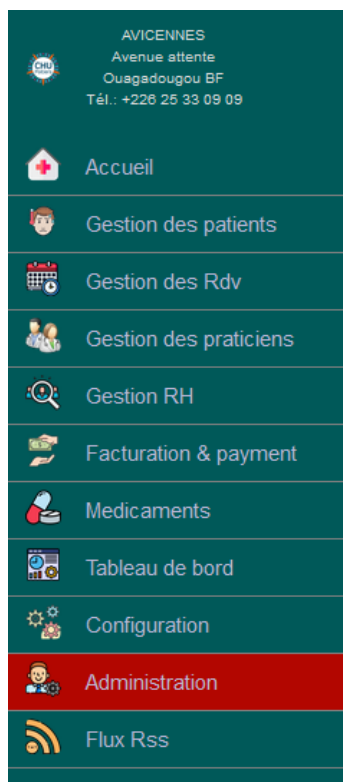 CHU
AVICENNES
Avenue attente
Ouagadougou BF
Tél.: +226 25 33 09 09
Accueil
Gestion des patients
Gestion des Rdv
Gestion des praticiens
Gestion RH
Facturation & payment
Medicaments
Tableau de bord
Configuration
Administration
Flux Rss